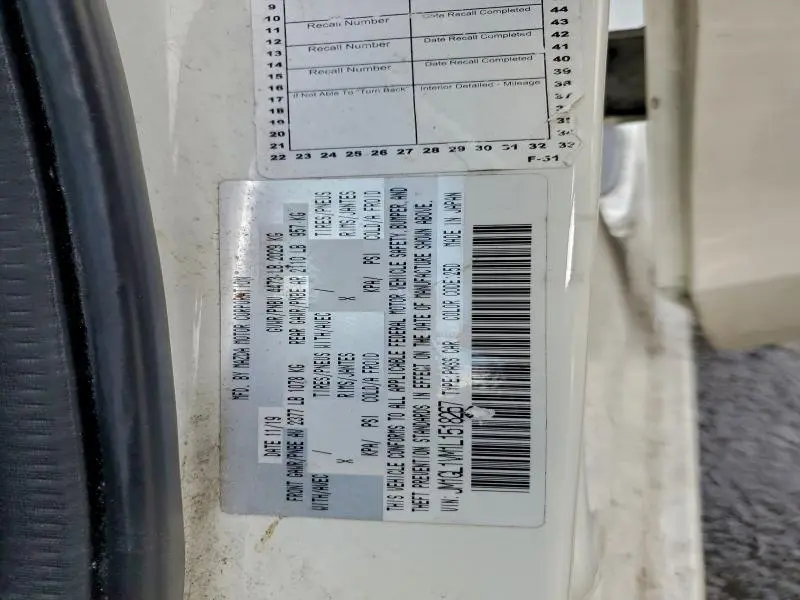 9 44
10 Recall Number Date Recall Completed 43
11 42
12 Recall Number Date Recall Completed 41
13 40
14 Recall Number Date Recall Completed 39
15 38
16 If Not Able To "Turn Back" Interior Detailed - Mileage 37
17
18
19
20
21
22 23 24 25 26 27 28 29 30 31 32
F-51
MFD. BY MAZDA MOTOR CORPORATION
DATE 11/19 GVWR/PNBV 4473 LB 2029 KG
FRONT GAWR/PNBE AV 2377 LB 1078 KG REAR GAWR/PNBE AR 2110 LB 957 KG
WITH/AVEC / TIRES/PNEUS WITH/AVEC / TIRES/PNEUS
X RIMS/JANTES X RIMS/JANTES
KPA/ PSI COLD/A FROID KPA/ PSI COLD/A FROID
THIS VEHICLE CONFORMS TO ALL APPLICABLE FEDERAL MOTOR VEHICLE SAFETY, BUMPER AND
THEFT PREVENTION STANDARDS IN EFFECT ON THE DATE OF MANUFACTURE SHOWN ABOVE.
VIN: JM1GL1VM1L1518267 TYPE:PASS CAR COLOR CODE:25D MADE IN JAPAN